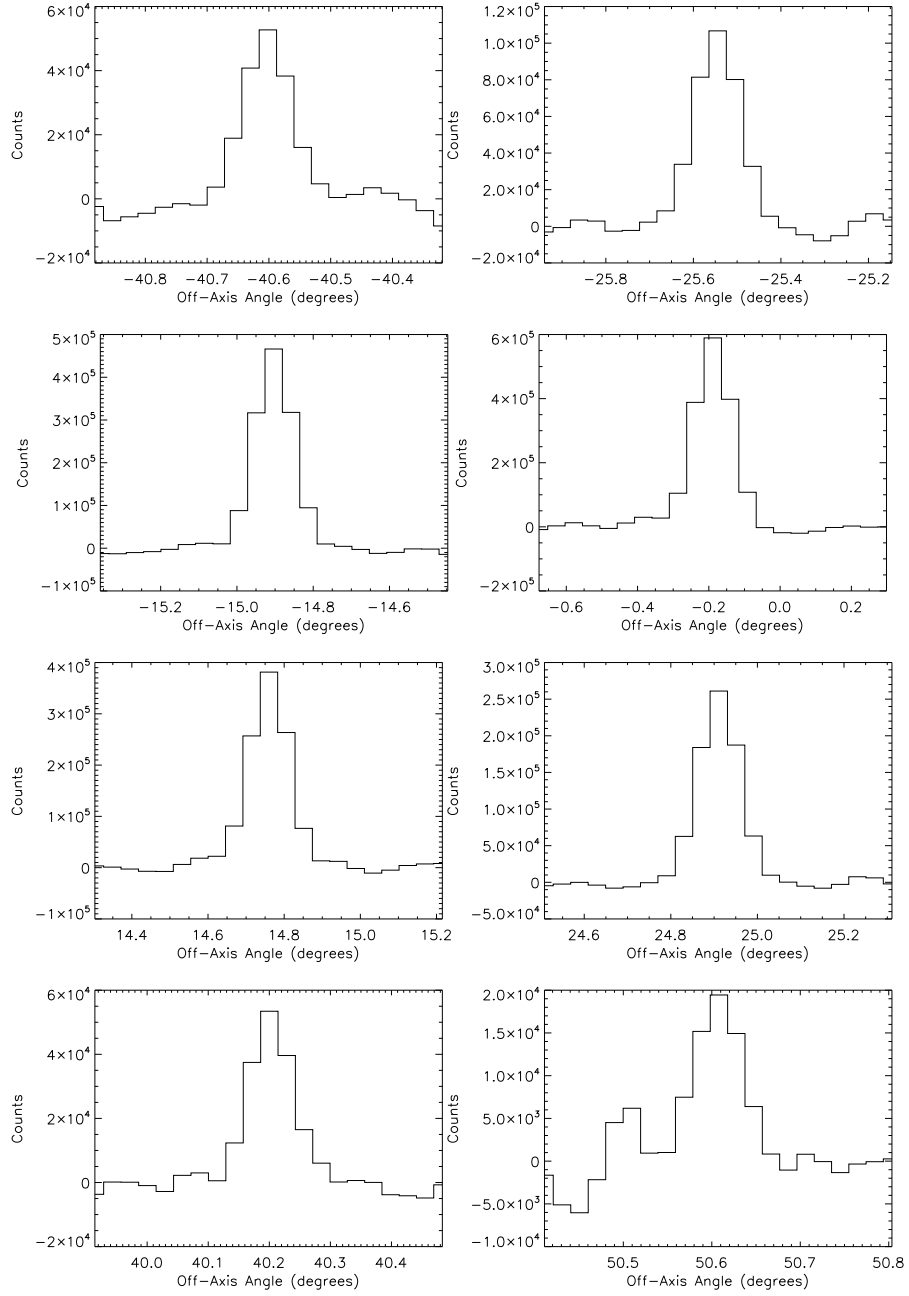 6×10⁴
4×10⁴
2×10⁴
0
−2×10⁴
Counts
−40.8 −40.7 −40.6 −40.5 −40.4
Off−Axis Angle (degrees)
1.2×10⁵
1.0×10⁵
8.0×10⁴
6.0×10⁴
4.0×10⁴
2.0×10⁴
0
−2.0×10⁴
Counts
−25.8 −25.6 −25.4 −25.2
Off−Axis Angle (degrees)
5×10⁵
4×10⁵
3×10⁵
2×10⁵
1×10⁵
0
−1×10⁵
Counts
−15.2 −15.0 −14.8 −14.6
Off−Axis Angle (degrees)
6×10⁵
4×10⁵
2×10⁵
0
−2×10⁵
Counts
−0.6 −0.4 −0.2 0.0 0.2
Off−Axis Angle (degrees)
4×10⁵
3×10⁵
2×10⁵
1×10⁵
0
−1×10⁵
Counts
14.4 14.6 14.8 15.0 15.2
Off−Axis Angle (degrees)
3.0×10⁵
2.5×10⁵
2.0×10⁵
1.5×10⁵
1.0×10⁵
5.0×10⁴
0
−5.0×10⁴
Counts
24.6 24.8 25.0 25.2
Off−Axis Angle (degrees)
6×10⁴
4×10⁴
2×10⁴
0
−2×10⁴
Counts
40.0 40.1 40.2 40.3 40.4
Off−Axis Angle (degrees)
2.0×10⁴
1.5×10⁴
1.0×10⁴
5.0×10³
0
−5.0×10³
−1.0×10⁴
Counts
50.5 50.6 50.7 50.8
Off−Axis Angle (degrees)